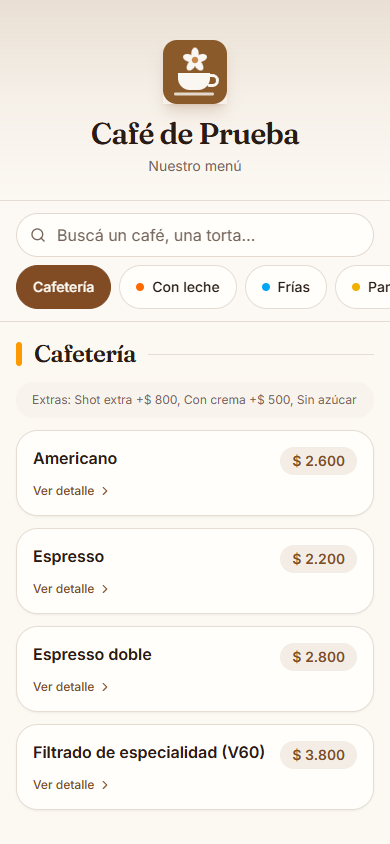 Café de Prueba
Nuestro menú
Buscá un café, una torta...
Cafetería
Con leche
Frías
Cafetería
Extras: Shot extra +$ 800, Con crema +$ 500, Sin azúcar
Americano
$ 2.600
Ver detalle
Espresso
$ 2.200
Ver detalle
Espresso doble
$ 2.800
Ver detalle
Filtrado de especialidad (V60)
$ 3.800
Ver detalle